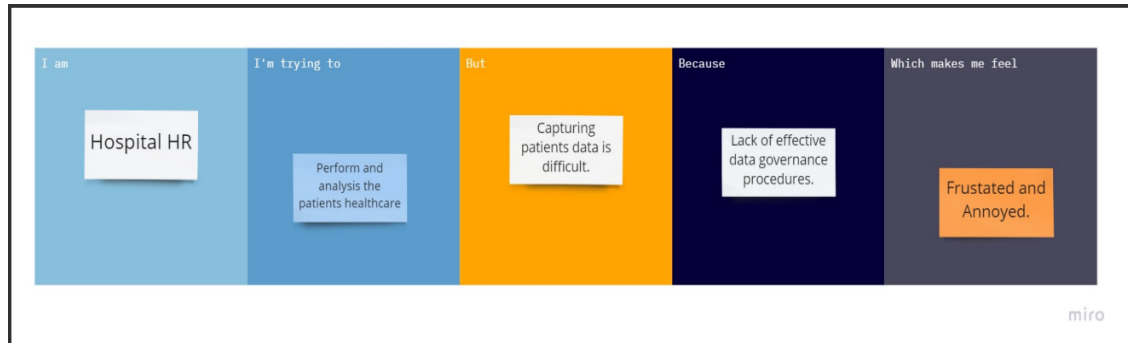 I am
Hospital HR
I'm trying to
Perform and
analysis the
patients healthcare
But
Capturing
patients data is
difficult.
Because
Lack of effective
data governance
procedures.
Which makes me feel
Frustated and
Annoyed.
miro